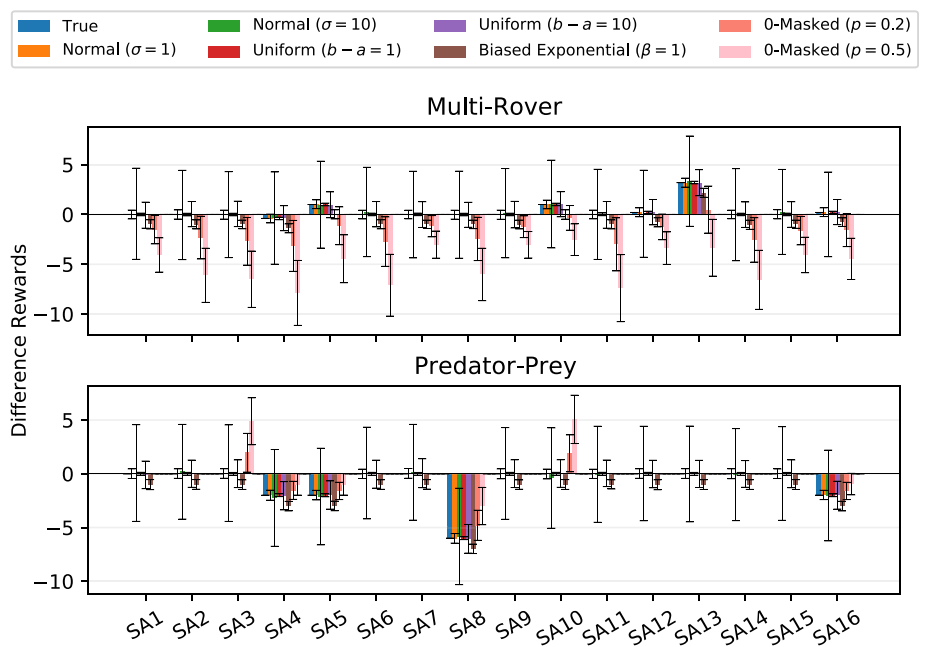 True
Normal (σ = 1)
Normal (σ = 10)
Uniform (b − a = 1)
Uniform (b − a = 10)
Biased Exponential (β = 1)
0-Masked (p = 0.2)
0-Masked (p = 0.5)
Multi-Rover
5
0
−5
−10
Difference Rewards
Predator-Prey
5
0
−5
−10
SA1 SA2 SA3 SA4 SA5 SA6 SA7 SA8 SA9 SA10 SA11 SA12 SA13 SA14 SA15 SA16